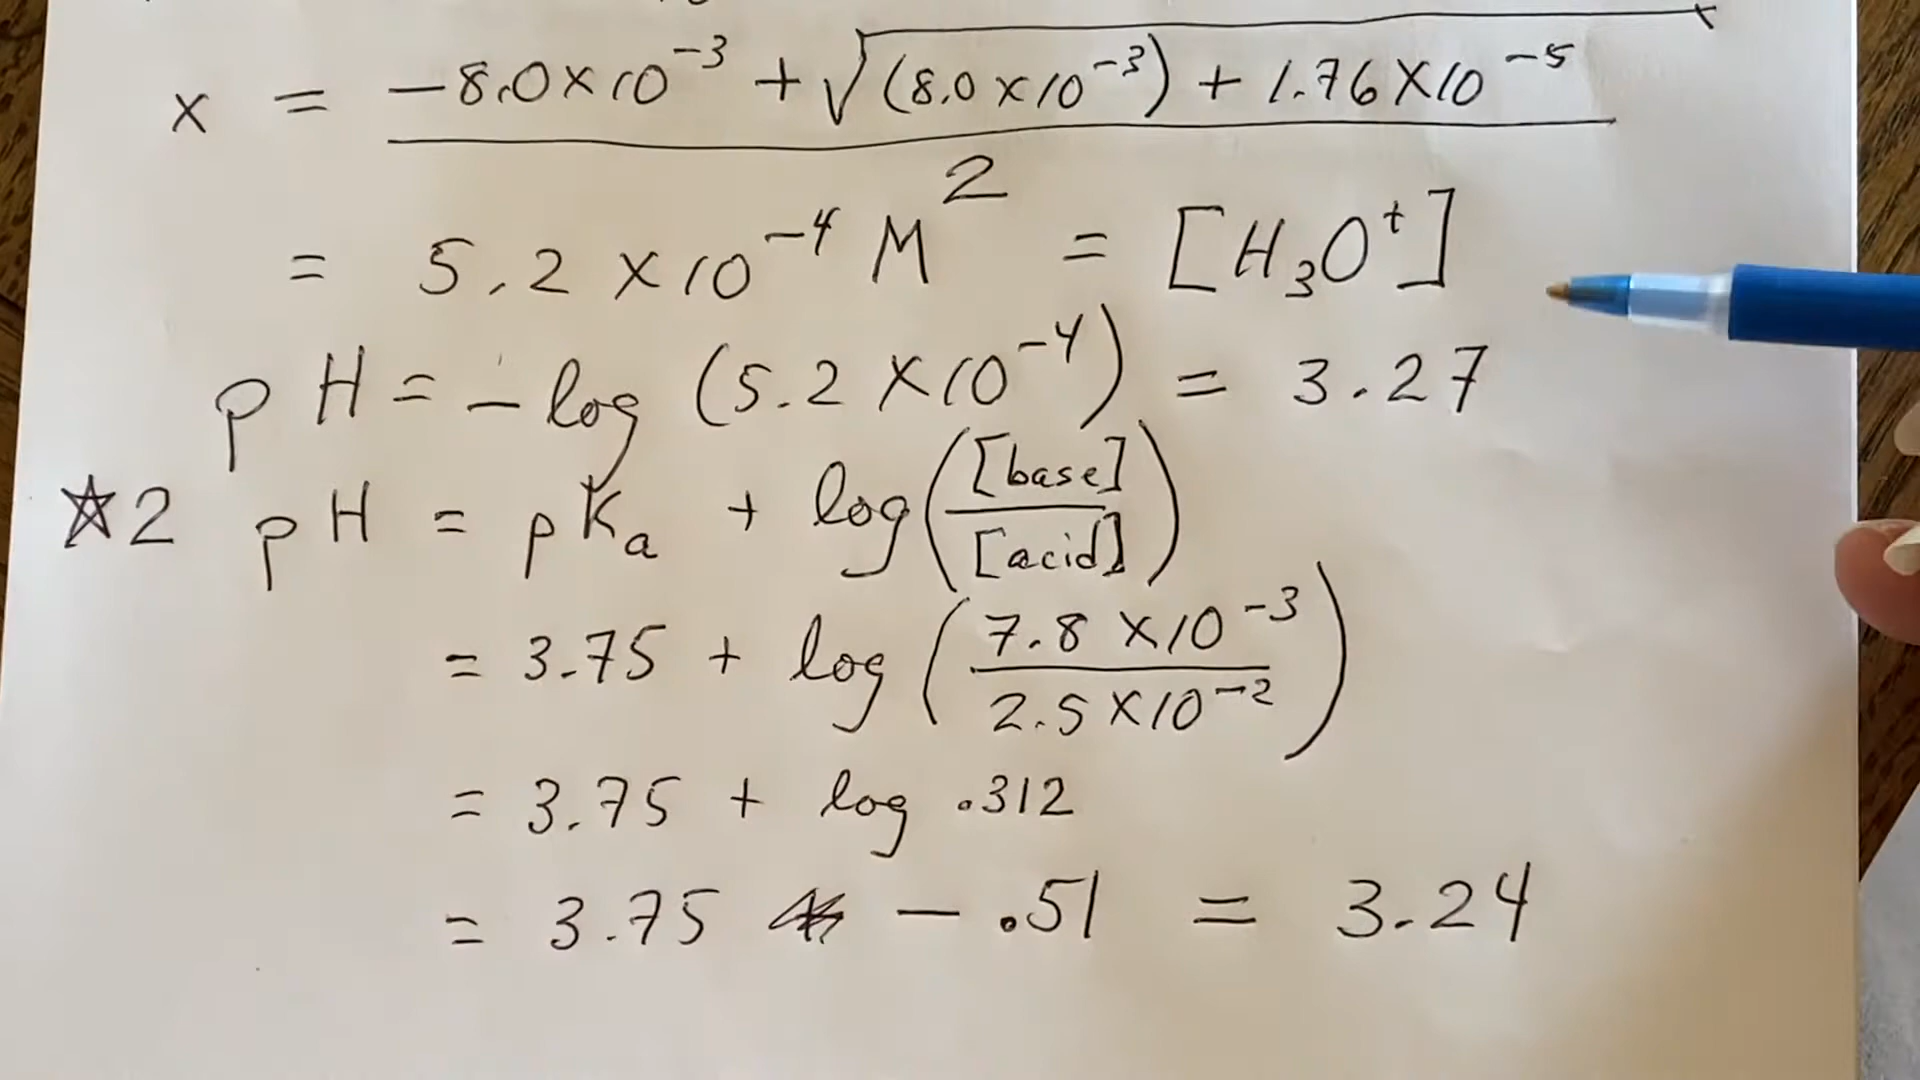 x = (-8.0 x 10^-3 + √((8.0 x 10^-3) + 1.76 x 10^-5)) / 2
= 5.2 x 10^-4 M = [H₃O⁺]
pH = - log (5.2 x 10^-4) = 3.27
☆2 pH = pKa + log([base]/[acid])
= 3.75 + log(7.8 x 10^-3 / 2.5 x 10^-2)
= 3.75 + log .312
= 3.75 - .51 = 3.24